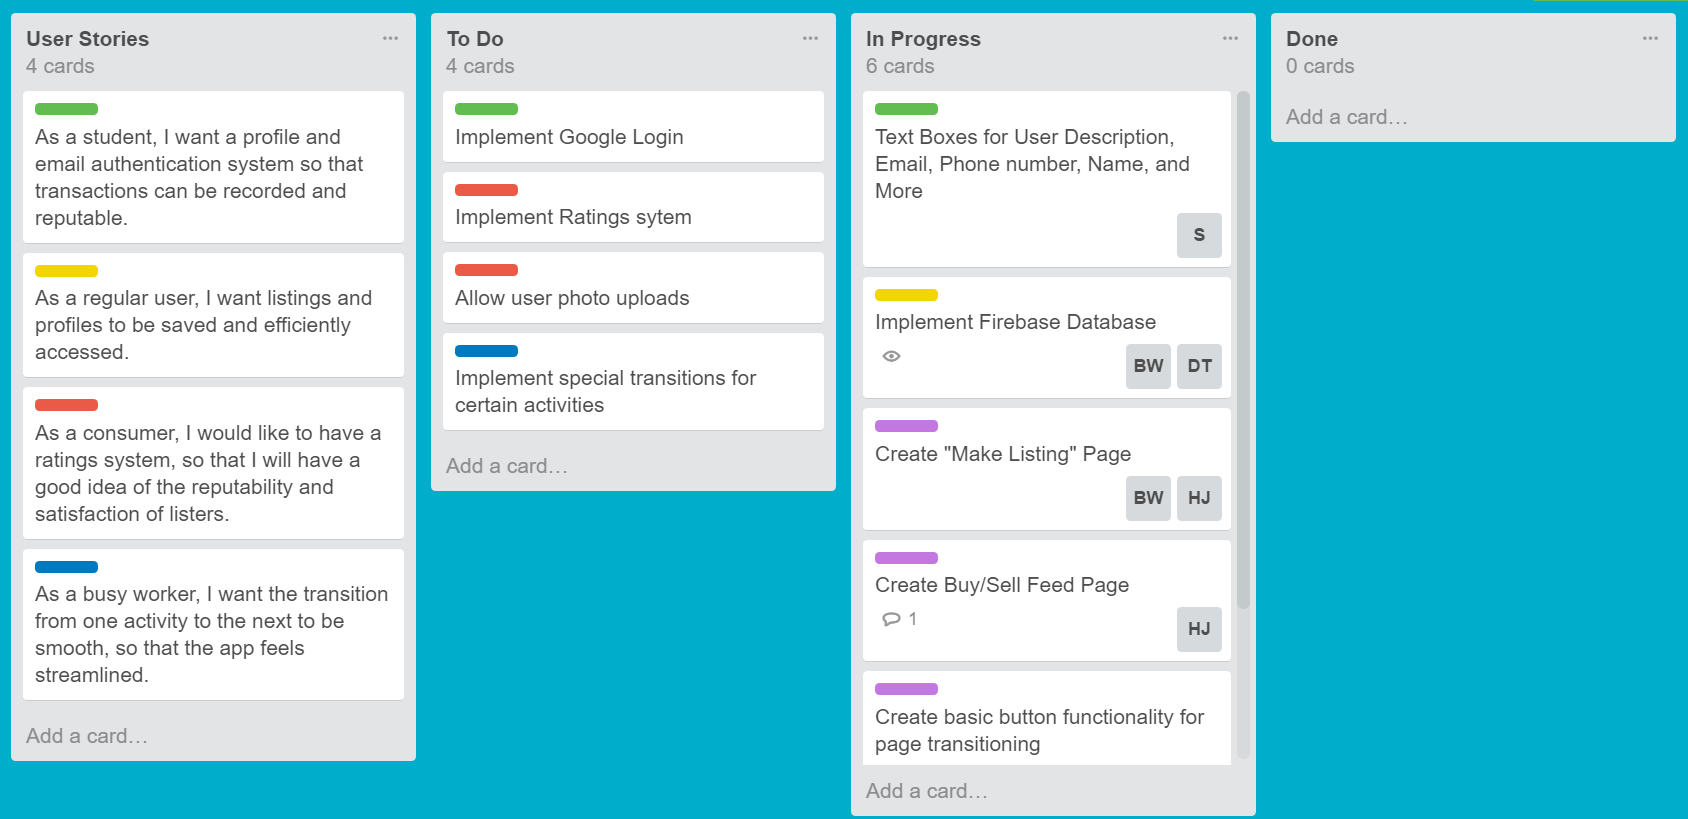 User Stories
4 cards
As a student, I want a profile and
email authentication system so that
transactions can be recorded and
reputable.
As a regular user, I want listings and
profiles to be saved and efficiently
accessed.
As a consumer, I would like to have a
ratings system, so that I will have a
good idea of the reputability and
satisfaction of listers.
As a busy worker, I want the transition
from one activity to the next to be
smooth, so that the app feels
streamlined.
Add a card…
To Do
4 cards
Implement Google Login
Implement Ratings sytem
Allow user photo uploads
Implement special transitions for
certain activities
Add a card…
In Progress
6 cards
Text Boxes for User Description,
Email, Phone number, Name, and
More
S
Implement Firebase Database
BW DT
Create "Make Listing" Page
BW HJ
Create Buy/Sell Feed Page
1
HJ
Create basic button functionality for
page transitioning
Add a card…
Done
0 cards
Add a card…